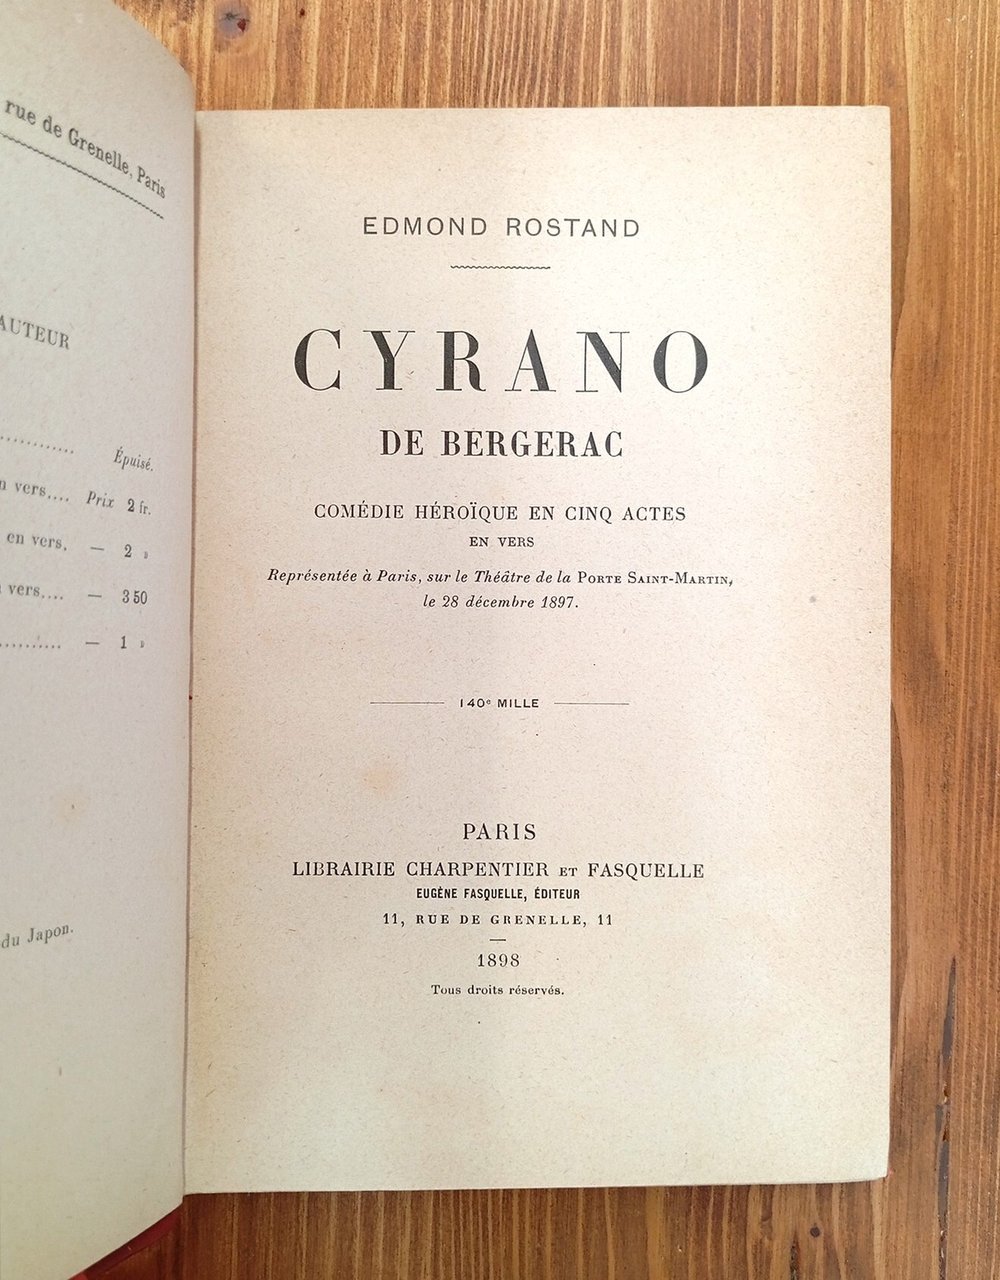 rue de Grenelle, Paris
AUTEUR
Épuisé.
vers.... Prix 2 fr.
en vers. — 2 »
vers.... — 3 50
— 1 »
du Japon.
EDMOND ROSTAND
CYRANO
DE BERGERAC
COMÉDIE HÉROÏQUE EN CINQ ACTES
EN VERS
Représentée à Paris, sur le Théâtre de la PORTE SAINT-MARTIN,
le 28 décembre 1897.
140e MILLE
PARIS
LIBRAIRIE CHARPENTIER ET FASQUELLE
EUGÈNE FASQUELLE, ÉDITEUR
11, RUE DE GRENELLE, 11
1898
Tous droits réservés.